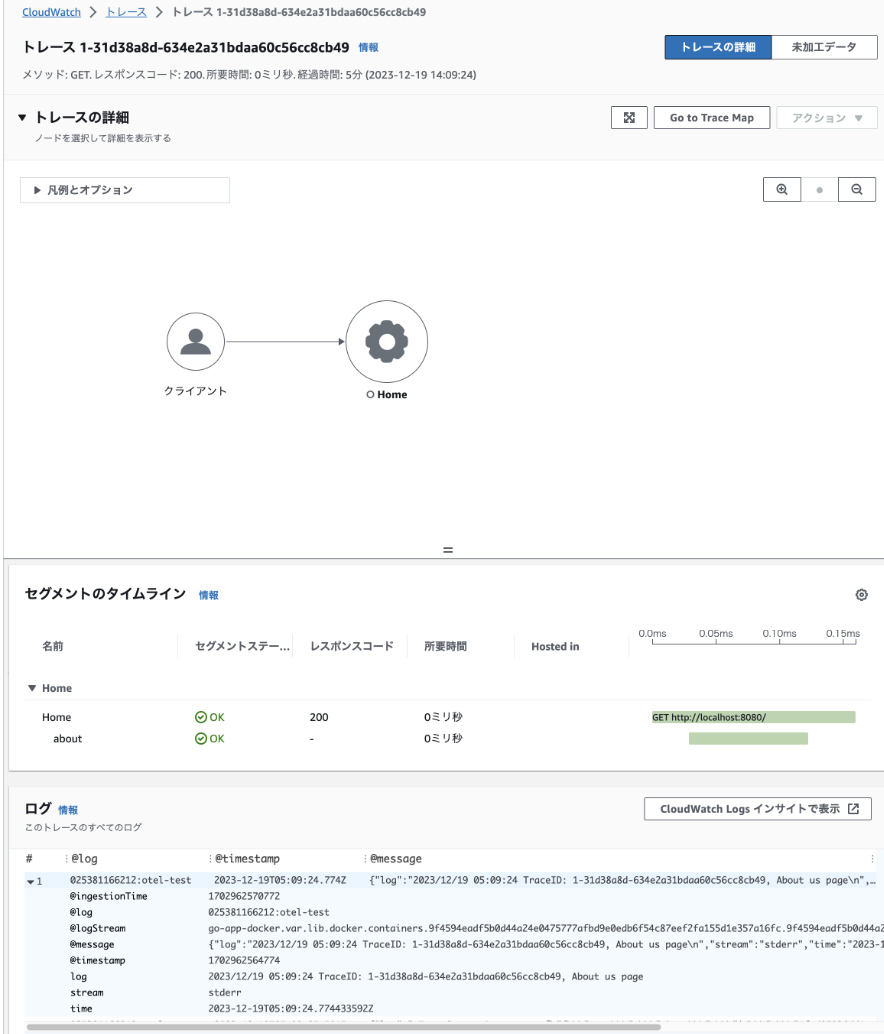 CloudWatch > トレース > トレース 1-31d38a8d-634e2a31bdaa60c56cc8cb49
トレース 1-31d38a8d-634e2a31bdaa60c56cc8cb49 情報
トレースの詳細 未加工データ
メソッド: GET. レスポンスコード: 200. 所要時間: 0ミリ秒. 経過時間: 5分 (2023-12-19 14:09:24)
▼ トレースの詳細
ノードを選択して詳細を表示する
Go to Trace Map アクション ▼
▶ 凡例とオプション
クライアント
Home
セグメントのタイムライン 情報
名前 セグメントステー... レスポンスコード 所要時間 Hosted in 0.0ms 0.05ms 0.10ms 0.15ms
▼ Home
Home OK 200 0ミリ秒 GET http://localhost:8080/
about OK - 0ミリ秒
ログ 情報
このトレースのすべてのログ
CloudWatch Logs インサイトで表示
# @log @timestamp @message
▼ 1 025381166212:otel-test 2023-12-19T05:09:24.774Z {"log":"2023/12/19 05:09:24 TraceID: 1-31d38a8d-634e2a31bdaa60c56cc8cb49, About us page\n",…
@ingestionTime 1702962570772
@log 025381166212:otel-test
@logStream go-app-docker.var.lib.docker.containers.9f4594eadf5b0d44a24e0475777afbd9e0edb6f54c87eef2fa155d1e357a16fc.9f4594eadf5b0d44a2
@message {"log":"2023/12/19 05:09:24 TraceID: 1-31d38a8d-634e2a31bdaa60c56cc8cb49, About us page\n","stream":"stderr","time":"2023-1
@timestamp 1702962564774
log 2023/12/19 05:09:24 TraceID: 1-31d38a8d-634e2a31bdaa60c56cc8cb49, About us page
stream stderr
time 2023-12-19T05:09:24.774433592Z